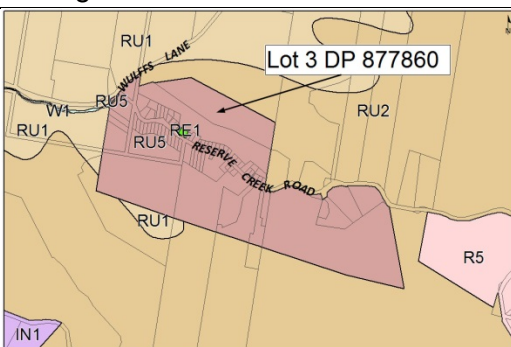 RU1
Lot 3 DP 877860
WULFFS LANE
RU5
W1
RU2
RU1
RE1
RU5
RESERVE CREEK ROAD
RU1
R5
IN1